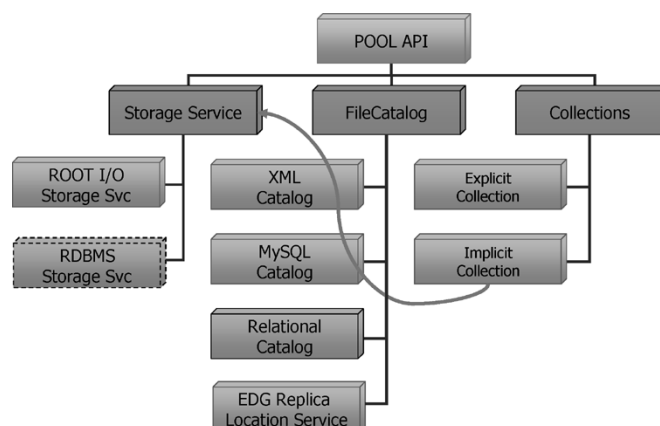 POOL API
Storage Service
FileCatalog
Collections
ROOT I/O
Storage Svc
RDBMS
Storage Svc
XML
Catalog
MySQL
Catalog
Relational
Catalog
EDG Replica
Location Service
Explicit
Collection
Implicit
Collection